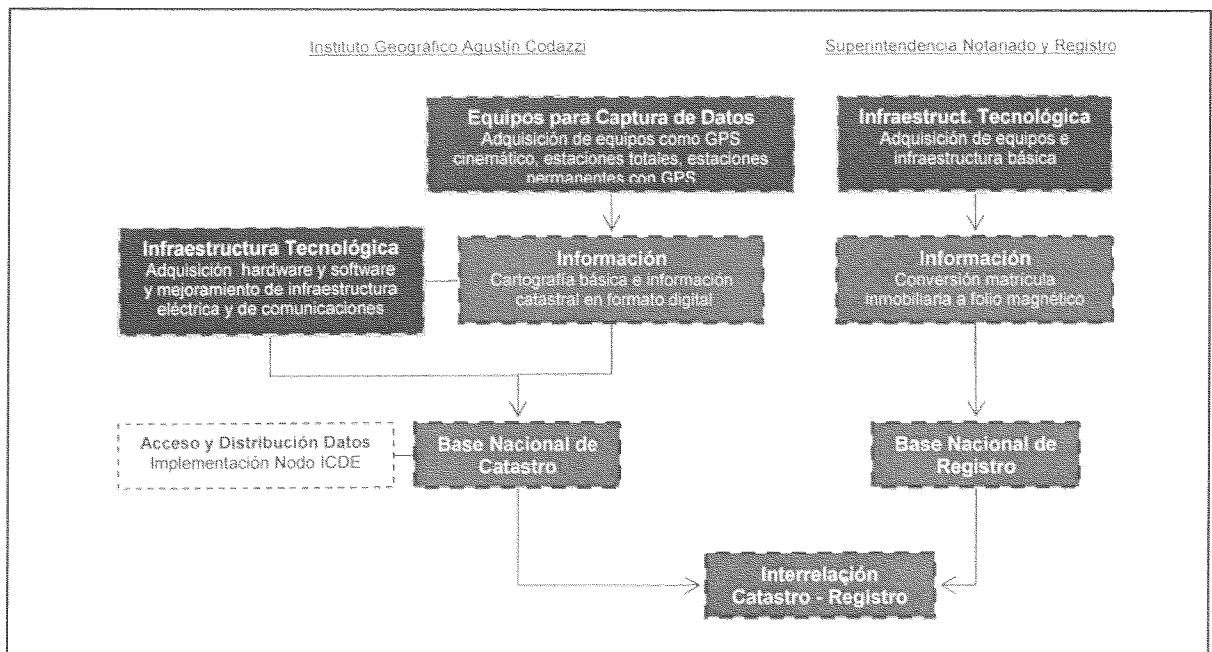 Instituto Geográfico Agustín Codazzi
Superintendencia Notariado y Registro
Equipos para Captura de Datos
Adquisición de equipos como GPS
cinemático, estaciones totales, estaciones
permanentes con GPS
Infraestruct. Tecnológica
Adquisición de equipos e
infraestructura básica
Infraestructura Tecnológica
Adquisición hardware y software
y mejoramiento de infraestructura
eléctrica y de comunicaciones
Información
Cartografía básica e información
catastral en formato digital
Información
Conversión matrícula
inmobiliaria a folio magnético
Acceso y Distribución Datos
Implementación Nodo ICDE
Base Nacional de
Catastro
Base Nacional de
Registro
Interrelación
Catastro - Registro